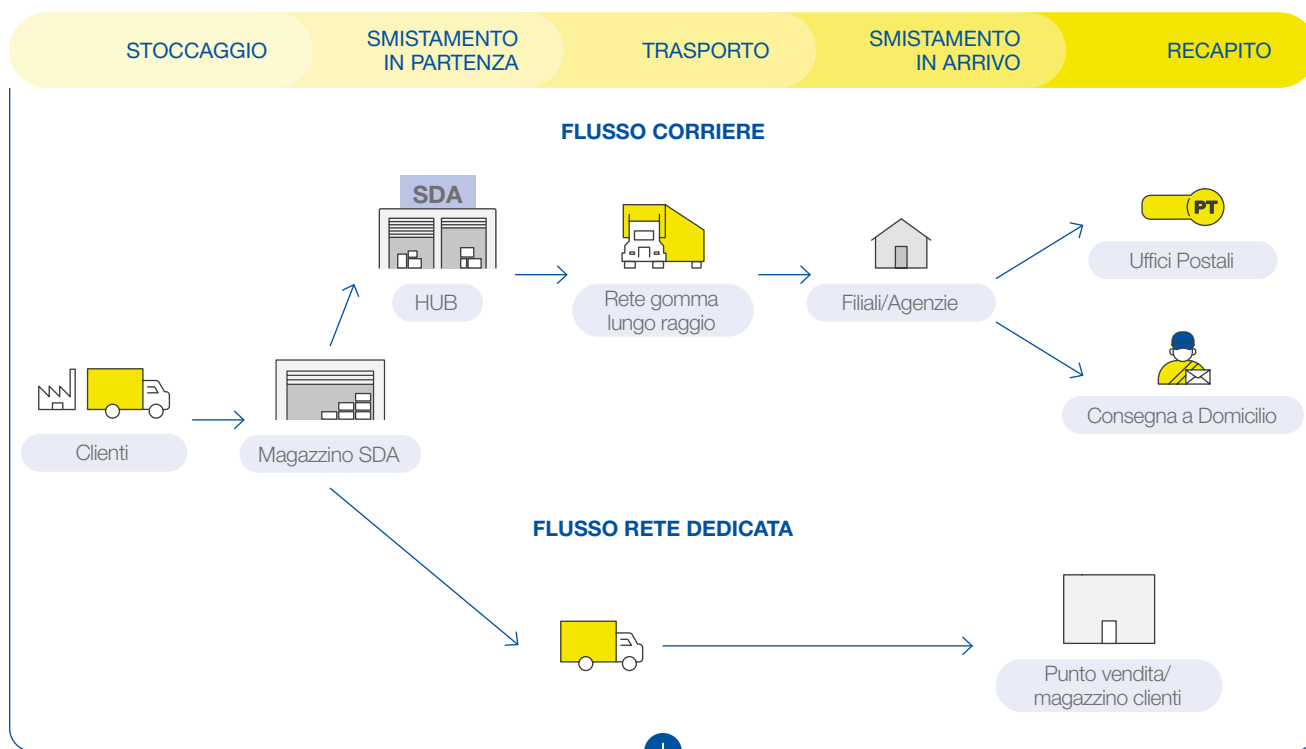 STOCCAGGIO
SMISTAMENTO
IN PARTENZA
TRASPORTO
SMISTAMENTO
IN ARRIVO
RECAPITO
FLUSSO CORRIERE
SDA
HUB
Rete gomma
lungo raggio
Filiali/Agenzie
PT
Uffici Postali
Consegna a Domicilio
Clienti
Magazzino SDA
FLUSSO RETE DEDICATA
Punto vendita/
magazzino clienti